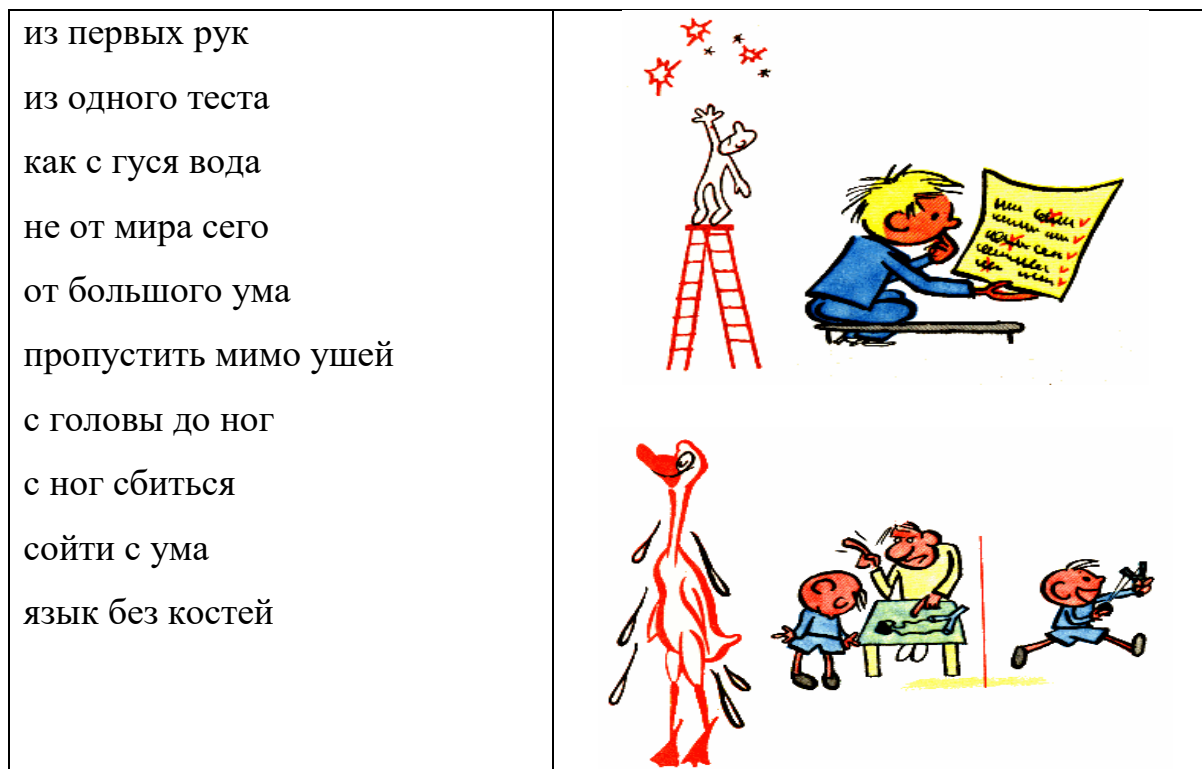 из первых рук
из одного теста
как с гуся вода
не от мира сего
от большого ума
пропустить мимо ушей
с головы до ног
с ног сбиться
сойти с ума
язык без костей